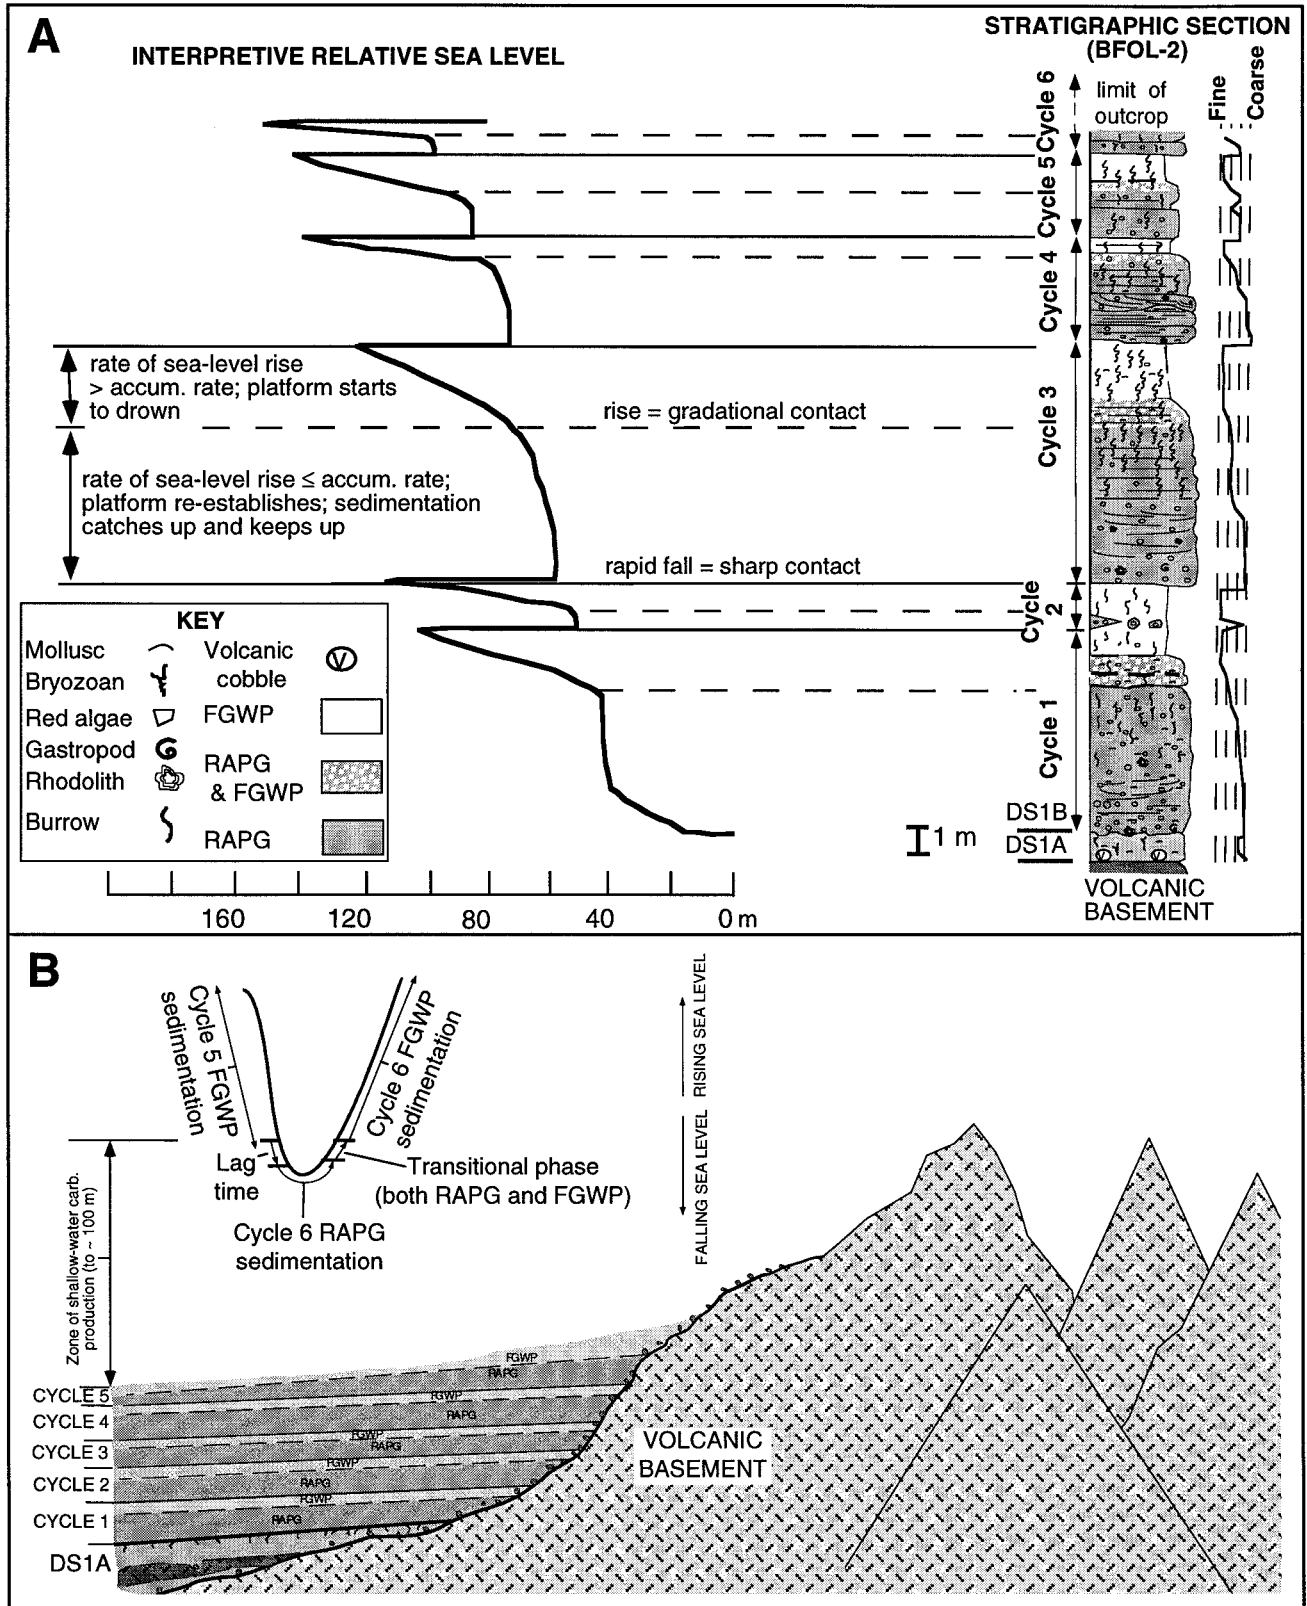 A
INTERPRETIVE RELATIVE SEA LEVEL
STRATIGRAPHIC SECTION
(BFOL-2)
limit of
outcrop
Fine
Coarse
Cycle 6
Cycle 5
Cycle 4
Cycle 3
Cycle
2
Cycle 1
rate of sea-level rise
> accum. rate; platform starts
to drown
rise = gradational contact
rate of sea-level rise ≤ accum. rate;
platform re-establishes; sedimentation
catches up and keeps up
rapid fall = sharp contact
KEY
Mollusc
Bryozoan
Red algae
Gastropod
Rhodolith
Burrow
Volcanic
cobble
V
FGWP
RAPG
& FGWP
RAPG
1 m
DS1B
DS1A
V V
VOLCANIC
BASEMENT
160 120 80 40 0 m
B
Cycle 5 FGWP
sedimentation
Cycle 6 FGWP
sedimentation
Lag
time
Transitional phase
(both RAPG and FGWP)
Cycle 6 RAPG
sedimentation
RISING SEA LEVEL
FALLING SEA LEVEL
Zone of shallow-water carb.
production (to ~ 100 m)
FGWP
RAPG
CYCLE 5
FGWP
CYCLE 4
RAPG
FGWP
CYCLE 3
RAPG
FGWP
CYCLE 2
RAPG
FGWP
CYCLE 1
RAPG
DS1A
VOLCANIC
BASEMENT